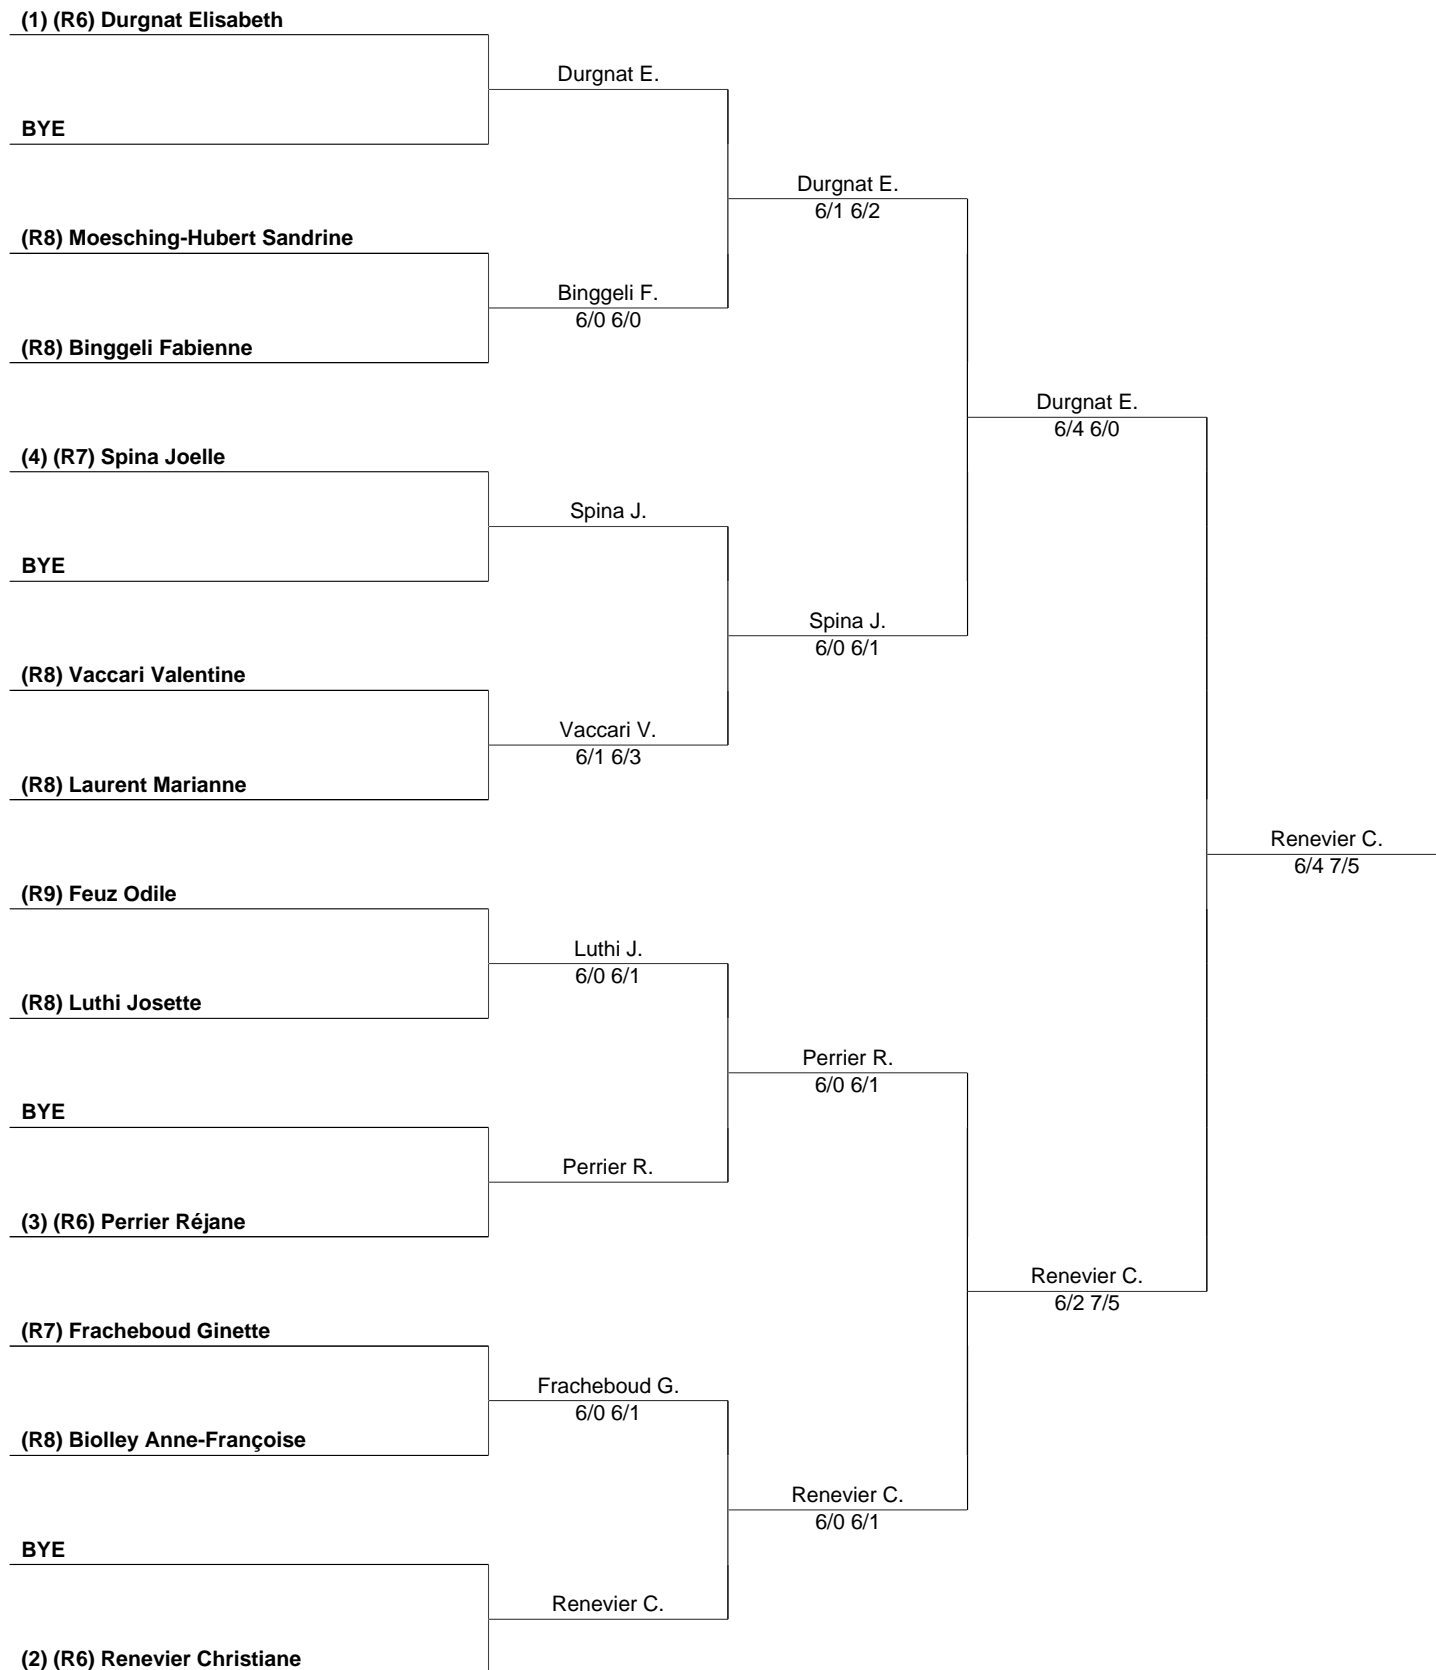 (1) (R6) Durgnat Elisabeth
Durgnat E.
BYE
Durgnat E.
6/1 6/2
(R8) Moesching-Hubert Sandrine
Binggeli F.
6/0 6/0
(R8) Binggeli Fabienne
Durgnat E.
6/4 6/0
(4) (R7) Spina Joelle
Spina J.
BYE
Spina J.
6/0 6/1
(R8) Vaccari Valentine
Vaccari V.
6/1 6/3
(R8) Laurent Marianne
Renevier C.
6/4 7/5
(R9) Feuz Odile
Luthi J.
6/0 6/1
(R8) Luthi Josette
Perrier R.
6/0 6/1
BYE
Perrier R.
(3) (R6) Perrier Réjane
Renevier C.
6/2 7/5
(R7) Fracheboud Ginette
Fracheboud G.
6/0 6/1
(R8) Biolley Anne-Françoise
Renevier C.
6/0 6/1
BYE
Renevier C.
(2) (R6) Renevier Christiane